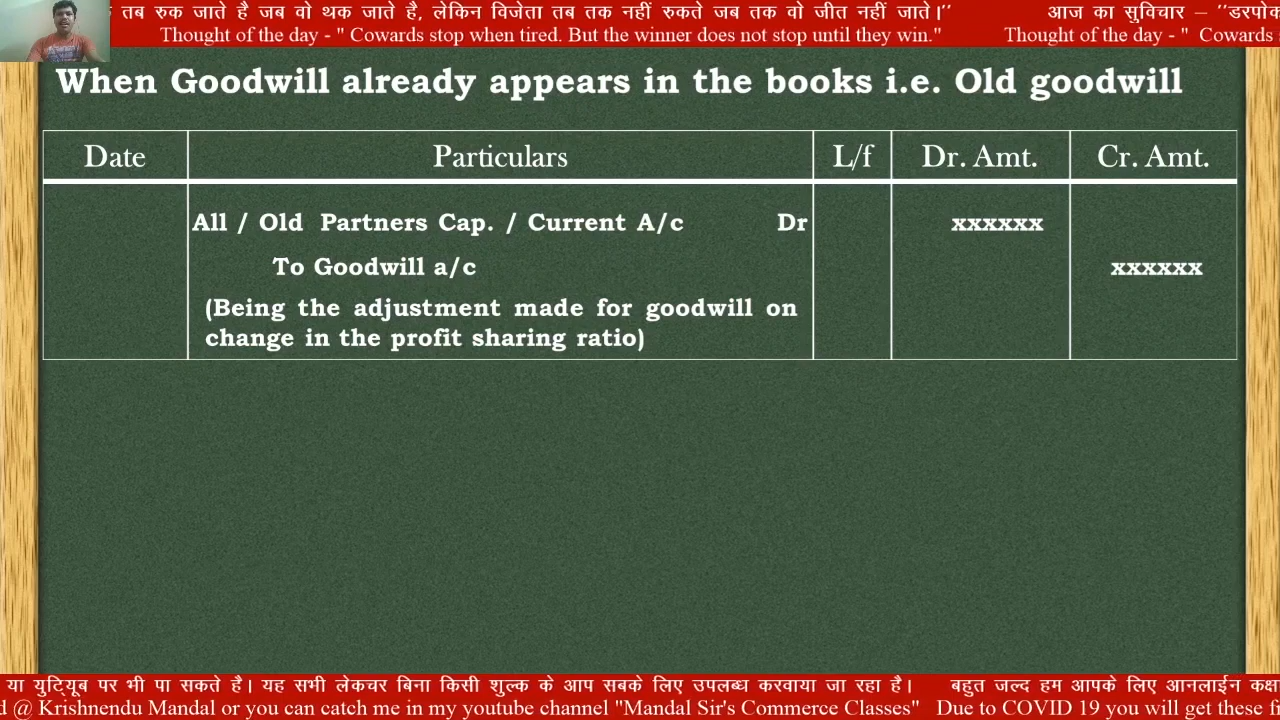 तब रुक जाते है जब वो थक जाते है, लेकिन विजेता तब तक नहीं रुकते जब तक वो जीत नहीं जाते।" आज का सुविचार – "डरपोक
Thought of the day - " Cowards stop when tired. But the winner does not stop until they win." Thought of the day - " Cowards
When Goodwill already appears in the books i.e. Old goodwill
Date Particulars L/f Dr. Amt. Cr. Amt.
All / Old Partners Cap. / Current A/c Dr xxxxxx
To Goodwill a/c xxxxxx
(Being the adjustment made for goodwill on
change in the profit sharing ratio)
या युटि्यूब पर भी पा सकते है। यह सभी लेकचर बिना किसी शुल्क के आप सबके लिए उपलब्ध करवाया जा रहा है। बहुत जल्द हम आपके लिए आनलाईन कक्षा
@ Krishnendu Mandal or you can catch me in my youtube channel "Mandal Sir's Commerce Classes" Due to COVID 19 you will get these